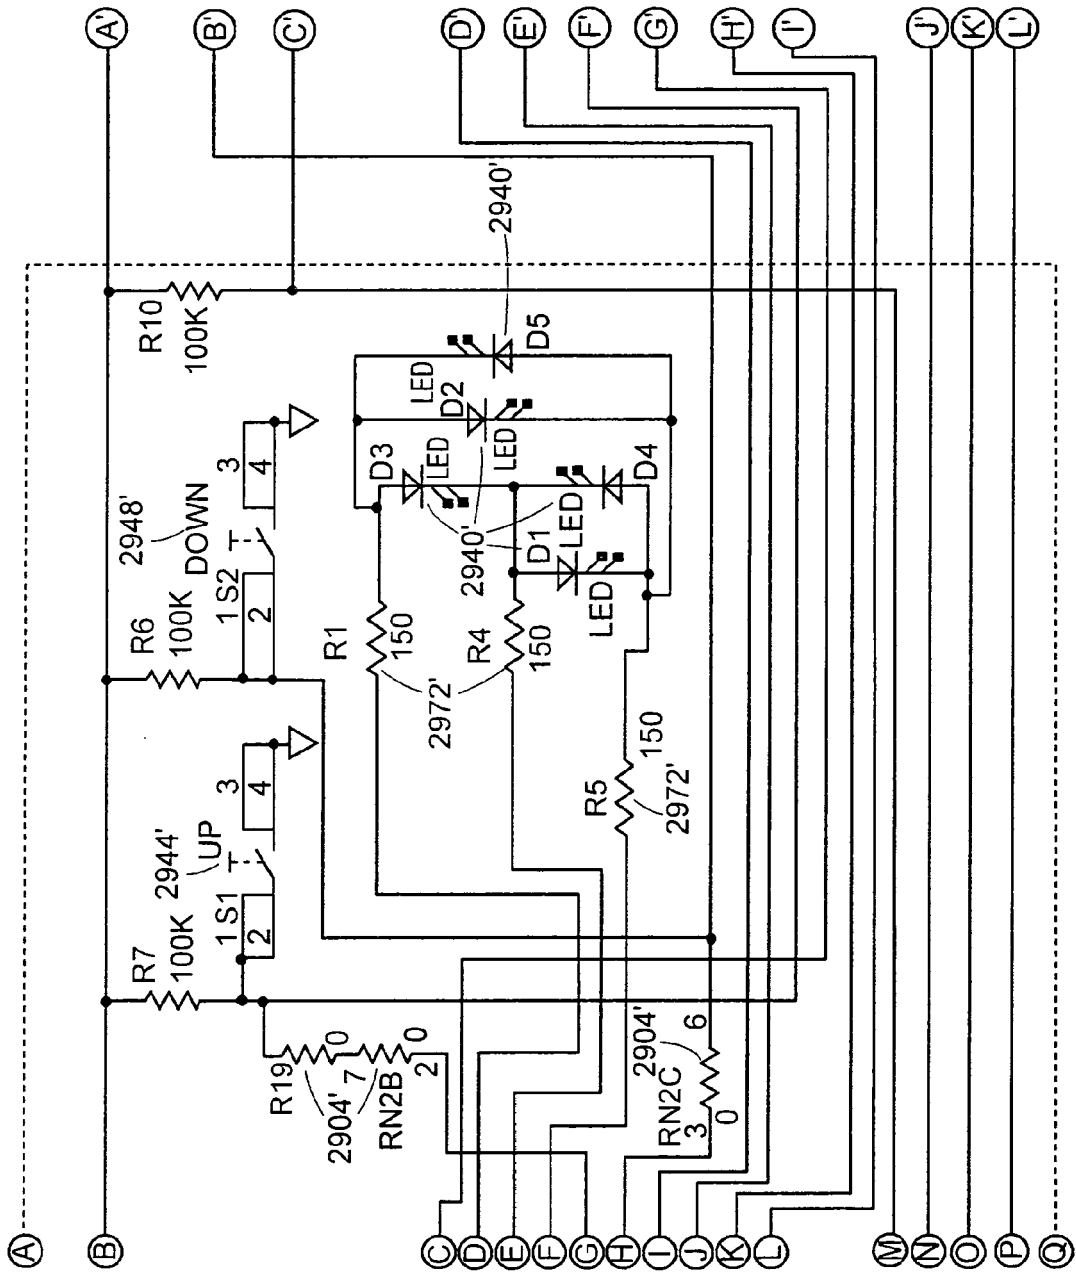 A'
B'
C'
D'
E'
F'
G'
H'
I'
J'
K'
L'
2940'
R10
100K
D5
LED
D2
LED
D3
LED
D4
LED
D1
LED
2940'
3
4
2948'
DOWN
1 S2
2
R6
100K
R1
150
R4
150
2972'
150
R5
2972'
3
4
2944'
UP
1 S1
2
R7
100K
R19
0
7
0
2
RN2B
2904'
2904'
6
RN2C
3
0
A
B
C
D
E
F
G
H
I
J
K
L
M
N
O
P
Q